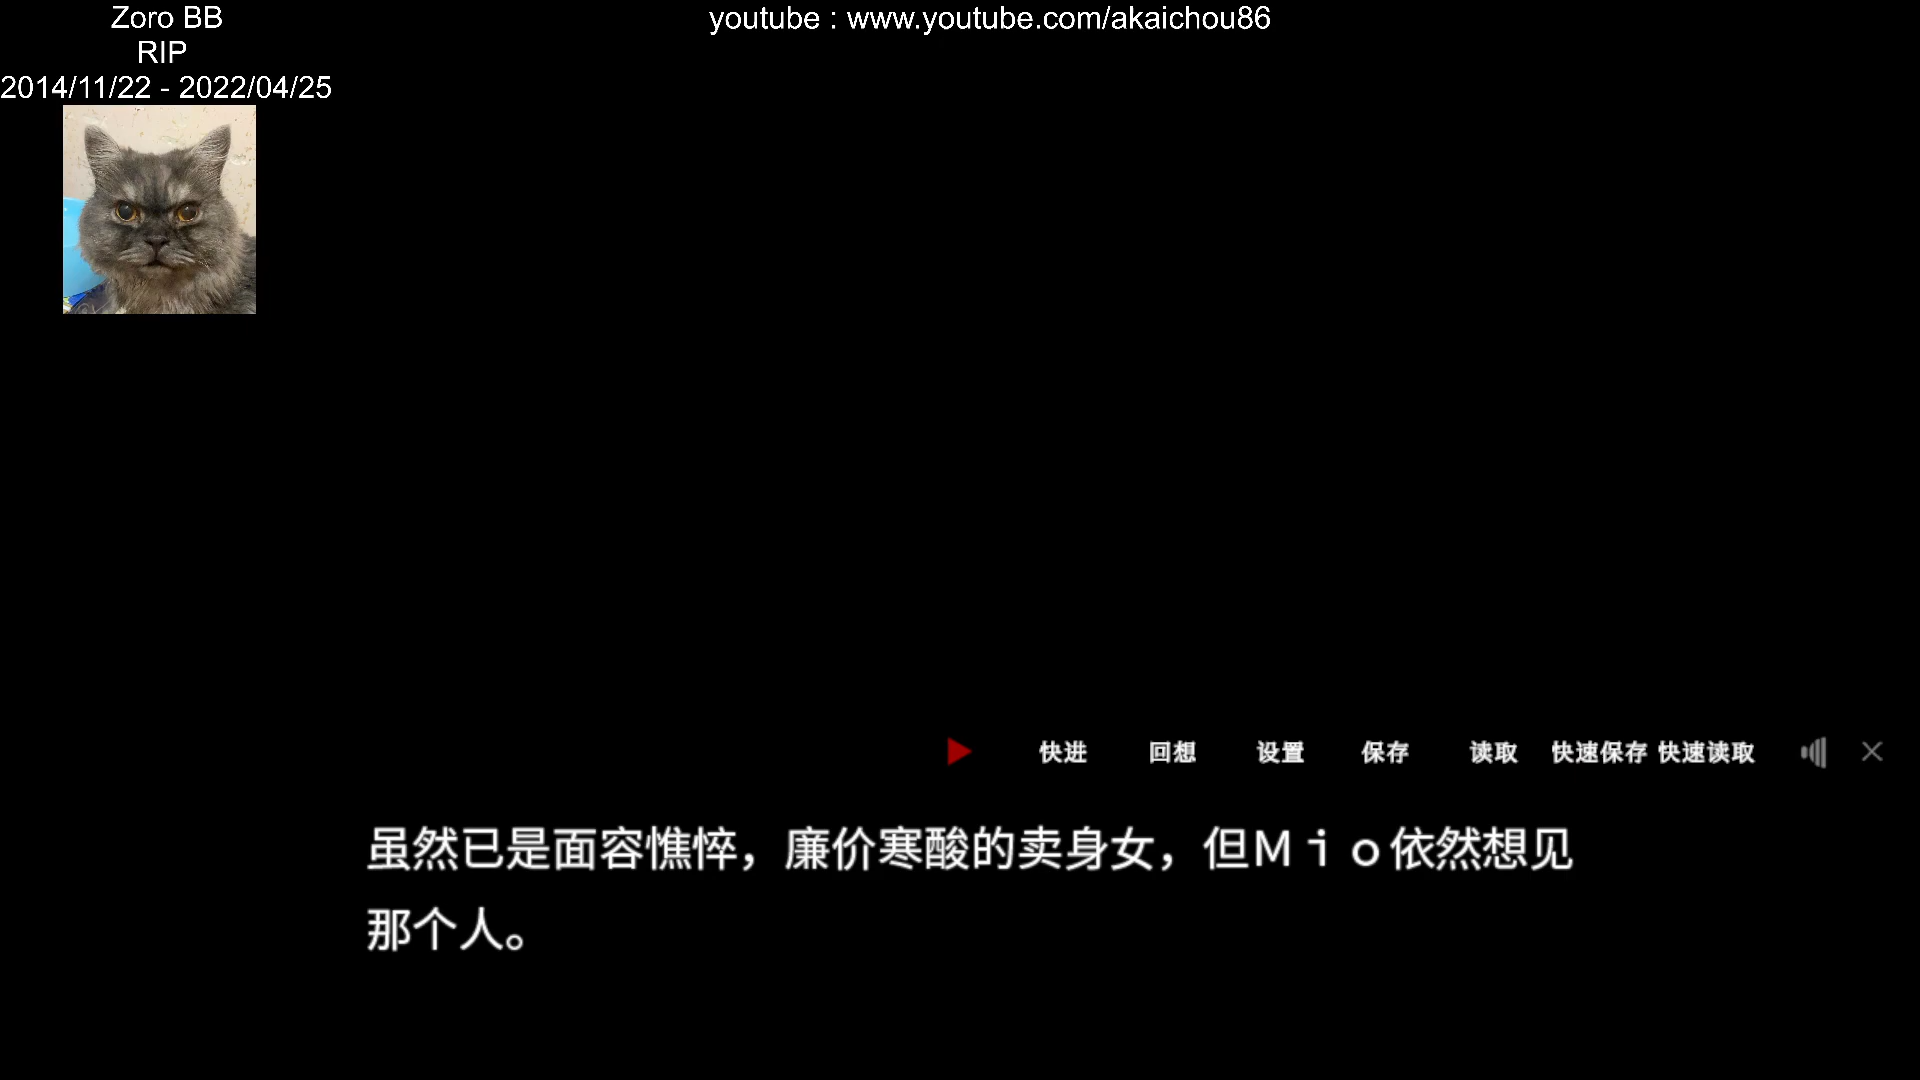 Zoro BB
RIP
2014/11/22 - 2022/04/25
youtube : www.youtube.com/akaichou86
快进 回想 设置 保存 读取 快速保存 快速读取
虽然已是面容憔悴，廉价寒酸的卖身女，但Ｍｉｏ依然想见
那个人。